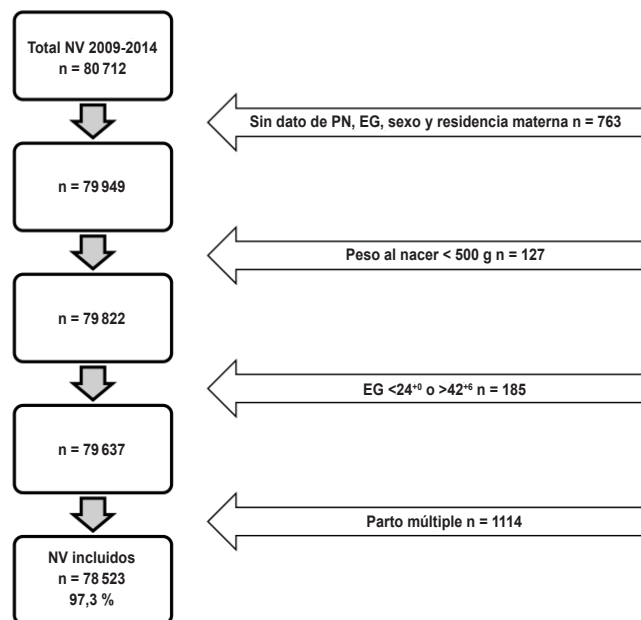 Total NV 2009-2014
n = 80 712
Sin dato de PN, EG, sexo y residencia materna n = 763
n = 79 949
Peso al nacer < 500 g n = 127
n = 79 822
EG <24⁺⁰ o >42⁺⁶ n = 185
n = 79 637
Parto múltiple n = 1114
NV incluidos
n = 78 523
97,3 %